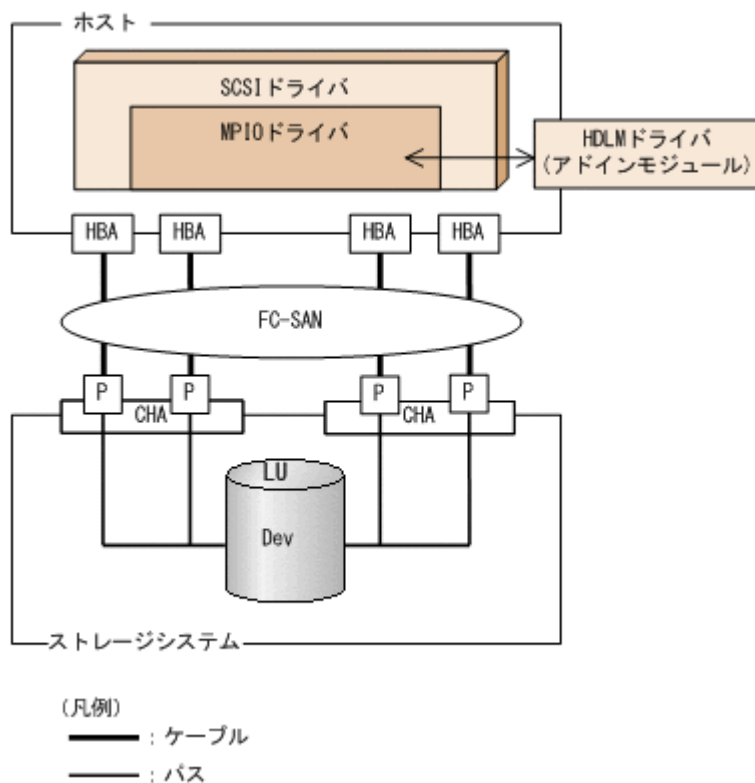 ホスト
SCSIドライバ
MPIOドライバ
HDLMドライバ
(アドインモジュール)
HBA
HBA
HBA
HBA
FC-SAN
P
P
P
P
CHA
CHA
LU
Dev
ストレージシステム
(凡例)
: ケーブル
: パス